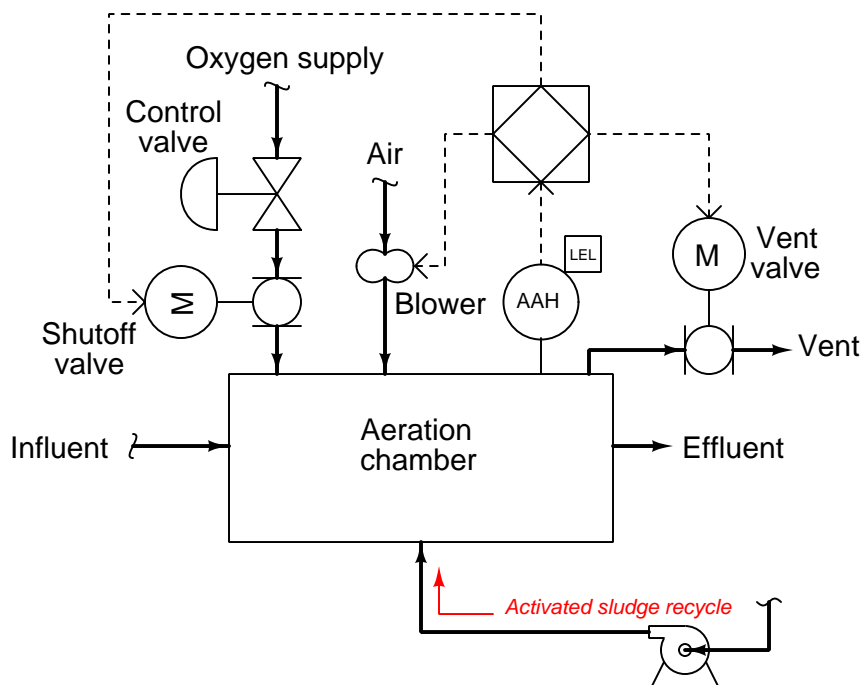 Oxygen supply
Control
valve
Air
LEL
AAH
M
Vent
valve
M
Blower
Shutoff
valve
Vent
Influent
Aeration
chamber
Effluent
Activated sludge recycle